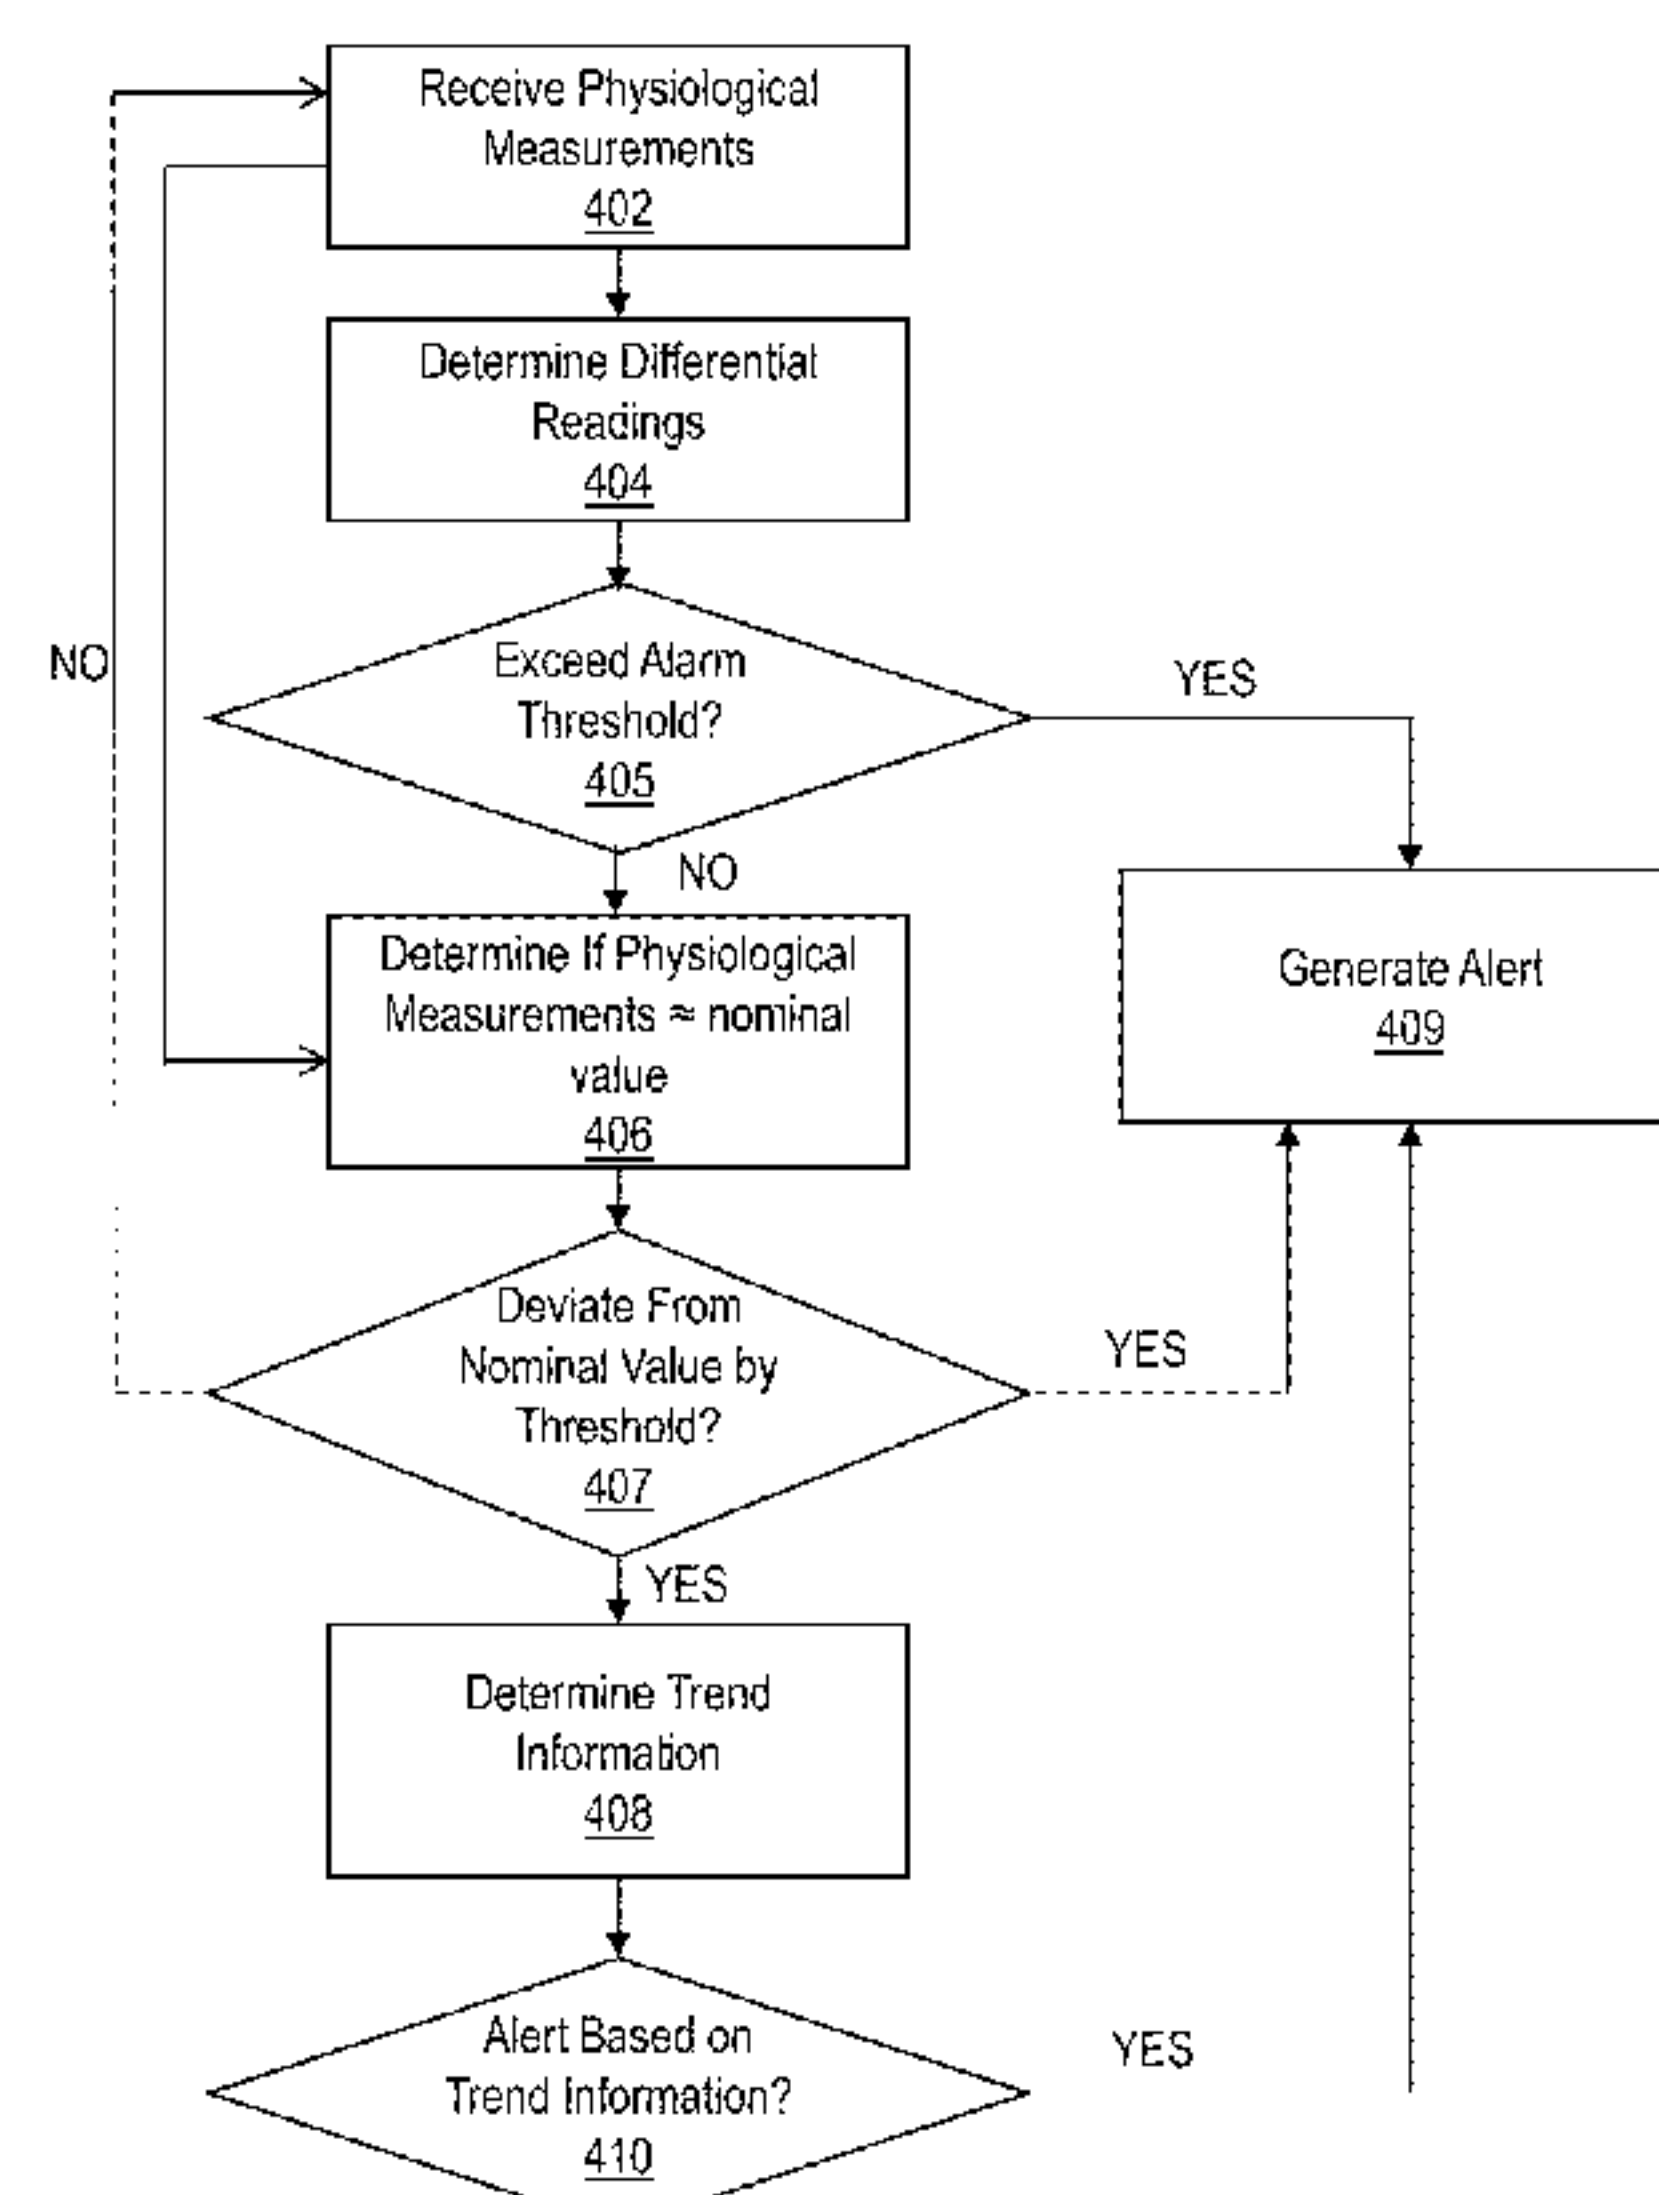 Receive Physiological
Measurements
402
Determine Differential
Readings
404
NO
Exceed Alarm
Threshold?
405
YES
NO
Determine If Physiological
Measurements ≈ nominal
value
406
Generate Alert
409
Deviate From
Nominal Value by
Threshold?
407
YES
YES
Determine Trend
Information
408
Alert Based on
Trend Information?
410
YES